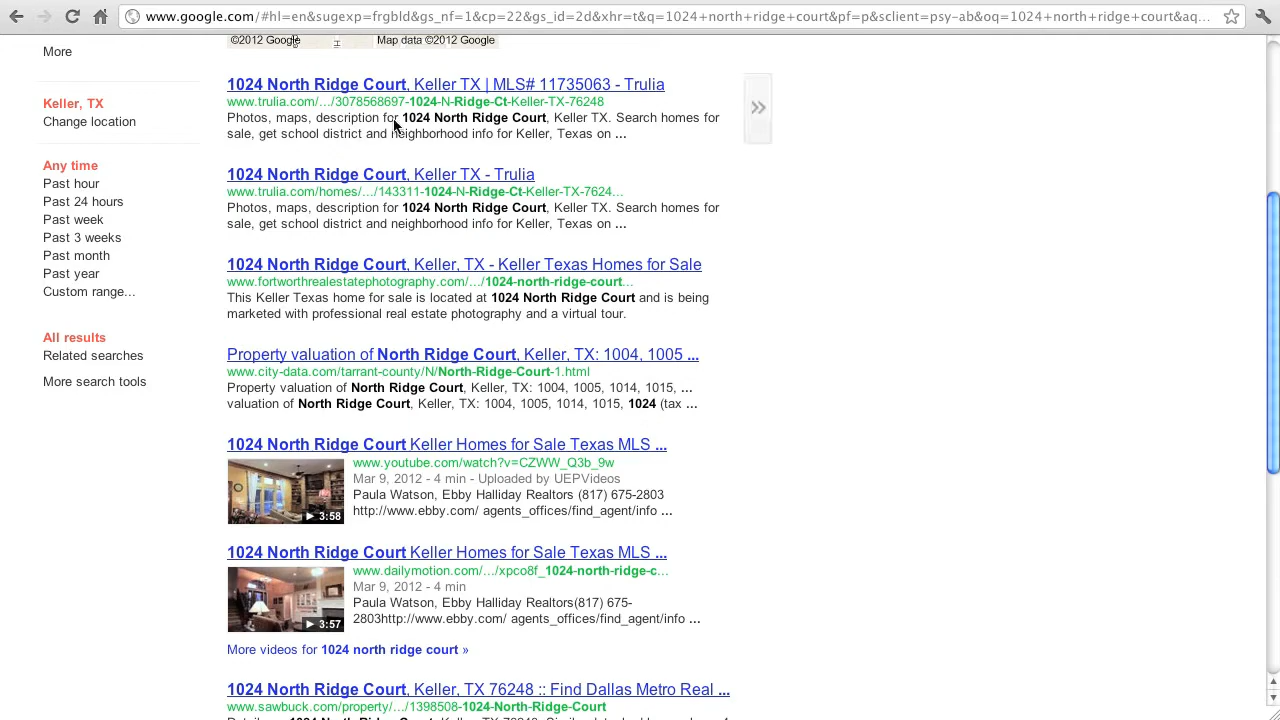 www.google.com/#hl=en&sugexp=frgbld&gs_nf=1&cp=22&gs_id=2d&xhr=t&q=1024+north+ridge+court&pf=p&sclient=psy-ab&oq=1024+north+ridge+court&aq...
©2012 Google
Map data ©2012 Google
More
Keller, TX
Change location
Any time
Past hour
Past 24 hours
Past week
Past 3 weeks
Past month
Past year
Custom range...
All results
Related searches
More search tools
1024 North Ridge Court, Keller TX | MLS# 11735063 - Trulia
www.trulia.com/.../3078568697-1024-N-Ridge-Ct-Keller-TX-76248
Photos, maps, description for 1024 North Ridge Court, Keller TX. Search homes for
sale, get school district and neighborhood info for Keller, Texas on ...
1024 North Ridge Court, Keller TX - Trulia
www.trulia.com/homes/.../143311-1024-N-Ridge-Ct-Keller-TX-7624...
Photos, maps, description for 1024 North Ridge Court, Keller TX. Search homes for
sale, get school district and neighborhood info for Keller, Texas on ...
1024 North Ridge Court, Keller, TX - Keller Texas Homes for Sale
www.fortworthrealestatephotography.com/.../1024-north-ridge-court...
This Keller Texas home for sale is located at 1024 North Ridge Court and is being
marketed with professional real estate photography and a virtual tour.
Property valuation of North Ridge Court, Keller, TX: 1004, 1005 ...
www.city-data.com/tarrant-county/N/North-Ridge-Court-1.html
Property valuation of North Ridge Court, Keller, TX: 1004, 1005, 1014, 1015, ...
valuation of North Ridge Court, Keller, TX: 1004, 1005, 1014, 1015, 1024 (tax ...
1024 North Ridge Court Keller Homes for Sale Texas MLS ...
www.youtube.com/watch?v=CZWW_Q3b_9w
Mar 9, 2012 - 4 min - Uploaded by UEPVideos
Paula Watson, Ebby Halliday Realtors (817) 675-2803
http://www.ebby.com/ agents_offices/find_agent/info ...
3:58
1024 North Ridge Court Keller Homes for Sale Texas MLS ...
www.dailymotion.com/.../xpco8f_1024-north-ridge-c...
Mar 9, 2012 - 4 min
Paula Watson, Ebby Halliday Realtors(817) 675-
2803http://www.ebby.com/ agents_offices/find_agent/info ...
3:57
More videos for 1024 north ridge court »
1024 North Ridge Court, Keller, TX 76248 :: Find Dallas Metro Real ...
www.sawbuck.com/property/.../1398508-1024-North-Ridge-Court